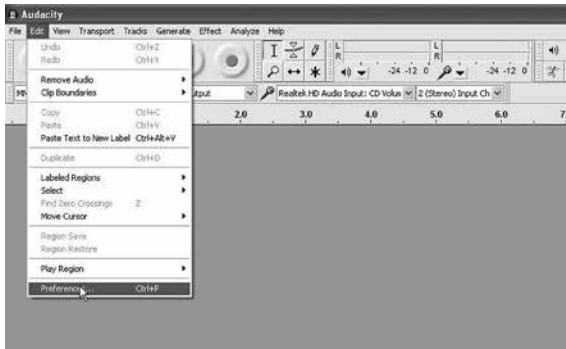 Audacity
File Edit View Transport Tracks Generate Effect Analyze Help
Undo Ctrl+Z
Redo Ctrl+Y
Remove Audio
Clip Boundaries
Copy Ctrl+C
Paste Ctrl+V
Paste Text to New Label Ctrl+Alt+V
Duplicate Ctrl+D
Labeled Regions
Select
Find Zero Crossings Z
Move Cursor
Region Save
Region Restore
Play Region
Preferences... Ctrl+P
L
R
-24 -12 0
L
R
-24 -12 0
Realtek HD Audio Input: CD Volum
2 (Stereo) Input Ch
2.0 3.0 4.0 5.0 6.0 7